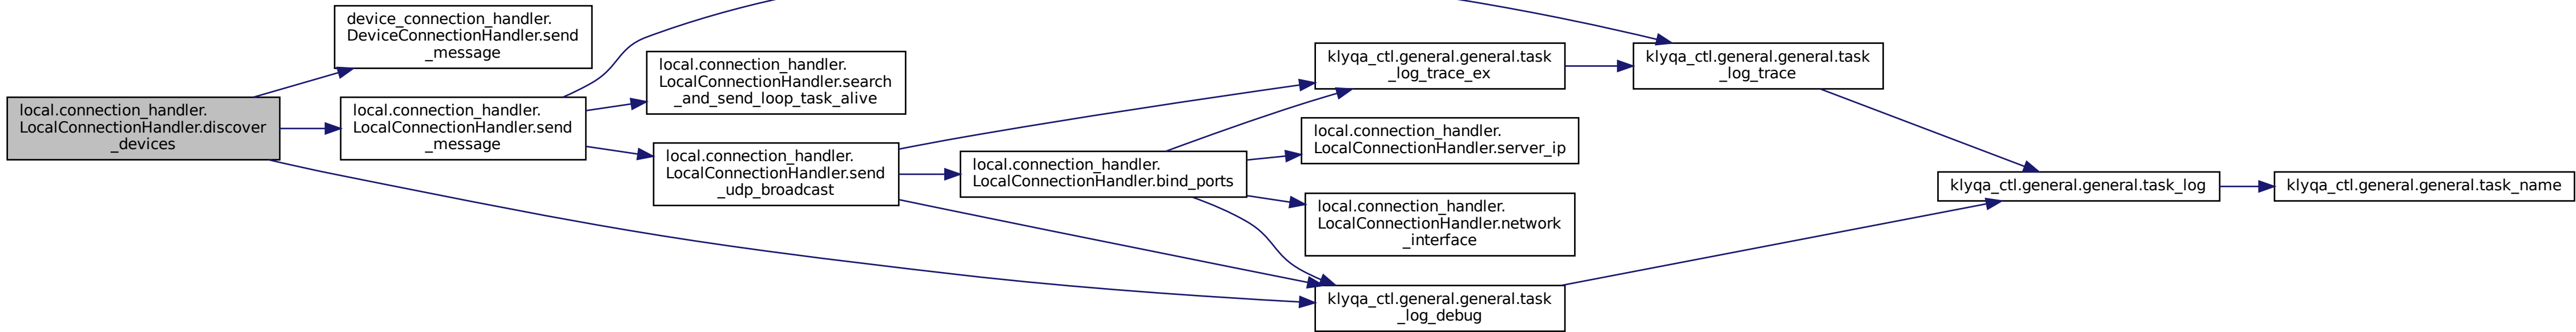 local.connection_handler.
LocalConnectionHandler.discover
_devices
device_connection_handler.
DeviceConnectionHandler.send
_message
local.connection_handler.
LocalConnectionHandler.send
_message
local.connection_handler.
LocalConnectionHandler.search
_and_send_loop_task_alive
local.connection_handler.
LocalConnectionHandler.send
_udp_broadcast
local.connection_handler.
LocalConnectionHandler.bind_ports
klyqa_ctl.general.general.task
_log_trace_ex
local.connection_handler.
LocalConnectionHandler.server_ip
local.connection_handler.
LocalConnectionHandler.network
_interface
klyqa_ctl.general.general.task
_log_debug
klyqa_ctl.general.general.task
_log_trace
klyqa_ctl.general.general.task_log
klyqa_ctl.general.general.task_name